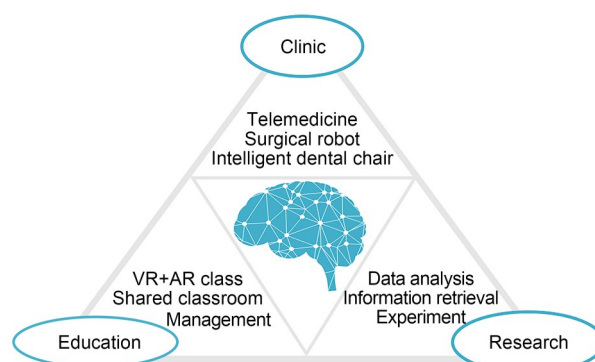 Clinic
Telemedicine
Surgical robot
Intelligent dental chair
VR+AR class
Shared classroom
Management
Data analysis
Information retrieval
Experiment
Education
Research